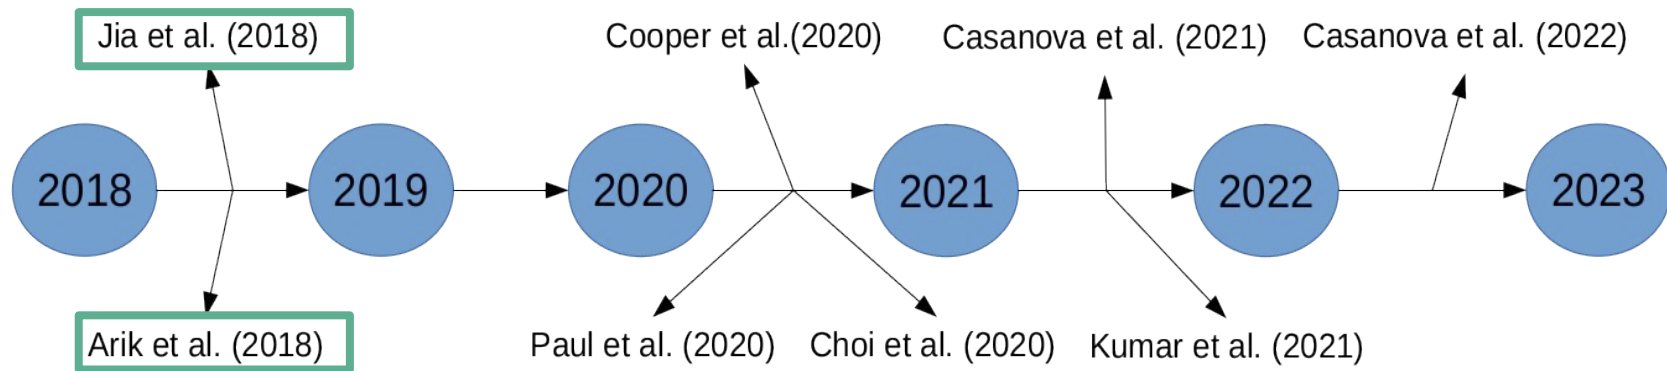 Jia et al. (2018)
Cooper et al.(2020)
Casanova et al. (2021)
Casanova et al. (2022)
2018
2019
2020
2021
2022
2023
Arik et al. (2018)
Paul et al. (2020)
Choi et al. (2020)
Kumar et al. (2021)